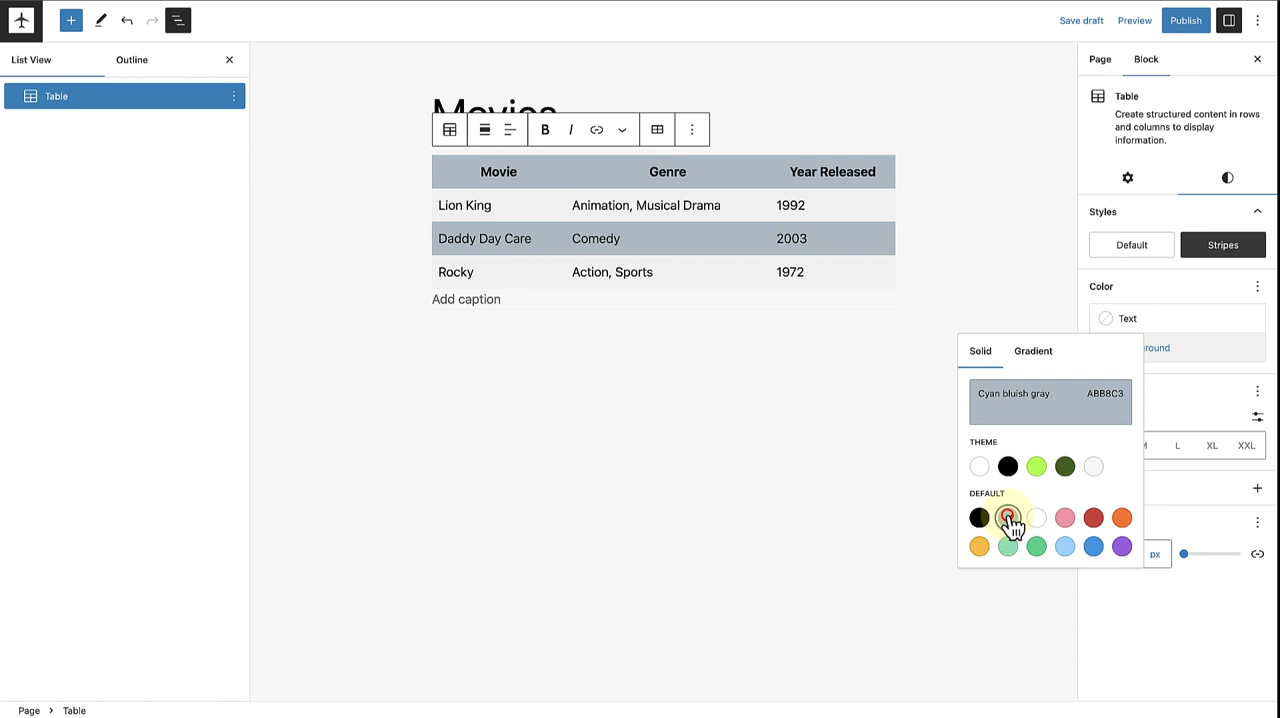 Save draft Preview Publish
List View Outline
Table
Movies
B I
Movie Genre Year Released
Lion King Animation, Musical Drama 1992
Daddy Day Care Comedy 2003
Rocky Action, Sports 1972
Add caption
Page Block
Table
Create structured content in rows
and columns to display
information.
Styles
Default Stripes
Color
Text
round
L XL XXL
px
Solid Gradient
Cyan bluish gray ABB8C3
THEME
DEFAULT
Page > Table